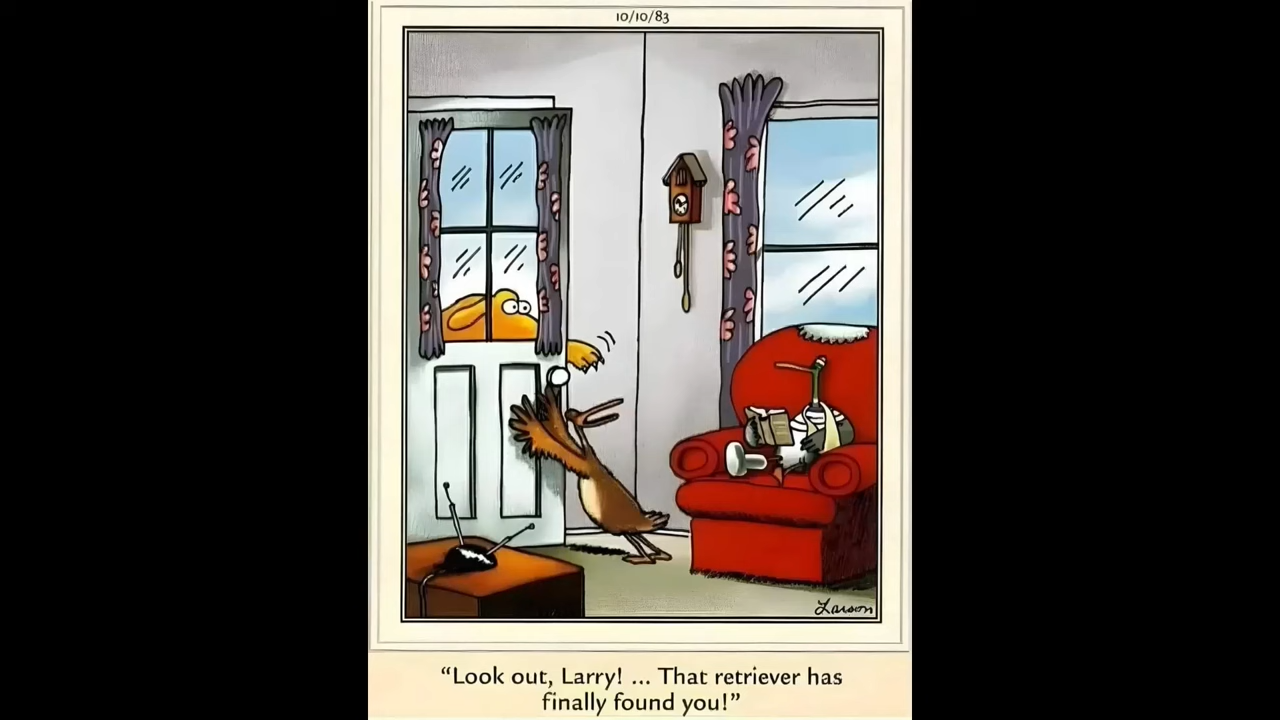 10/10/83
Larson
“Look out, Larry! ... That retriever has
finally found you!”